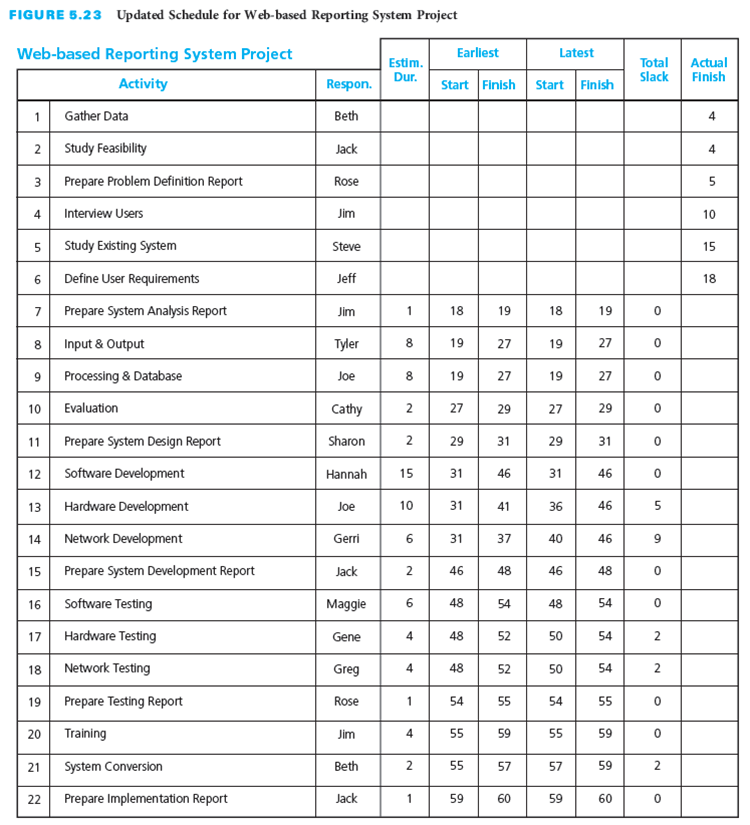 FIGURE 5.23 Updated Schedule for Web-based Reporting System Project
Web-based Reporting System Project Estim. Dur. Earliest Latest Total Slack Actual Finish
Activity Respon. Start Finish Start Finish
1 Gather Data Beth 4
2 Study Feasibility Jack 4
3 Prepare Problem Definition Report Rose 5
4 Interview Users Jim 10
5 Study Existing System Steve 15
6 Define User Requirements Jeff 18
7 Prepare System Analysis Report Jim 1 18 19 18 19 0
8 Input & Output Tyler 8 19 27 19 27 0
9 Processing & Database Joe 8 19 27 19 27 0
10 Evaluation Cathy 2 27 29 27 29 0
11 Prepare System Design Report Sharon 2 29 31 29 31 0
12 Software Development Hannah 15 31 46 31 46 0
13 Hardware Development Joe 10 31 41 36 46 5
14 Network Development Gerri 6 31 37 40 46 9
15 Prepare System Development Report Jack 2 46 48 46 48 0
16 Software Testing Maggie 6 48 54 48 54 0
17 Hardware Testing Gene 4 48 52 50 54 2
18 Network Testing Greg 4 48 52 50 54 2
19 Prepare Testing Report Rose 1 54 55 54 55 0
20 Training Jim 4 55 59 55 59 0
21 System Conversion Beth 2 55 57 57 59 2
22 Prepare Implementation Report Jack 1 59 60 59 60 0